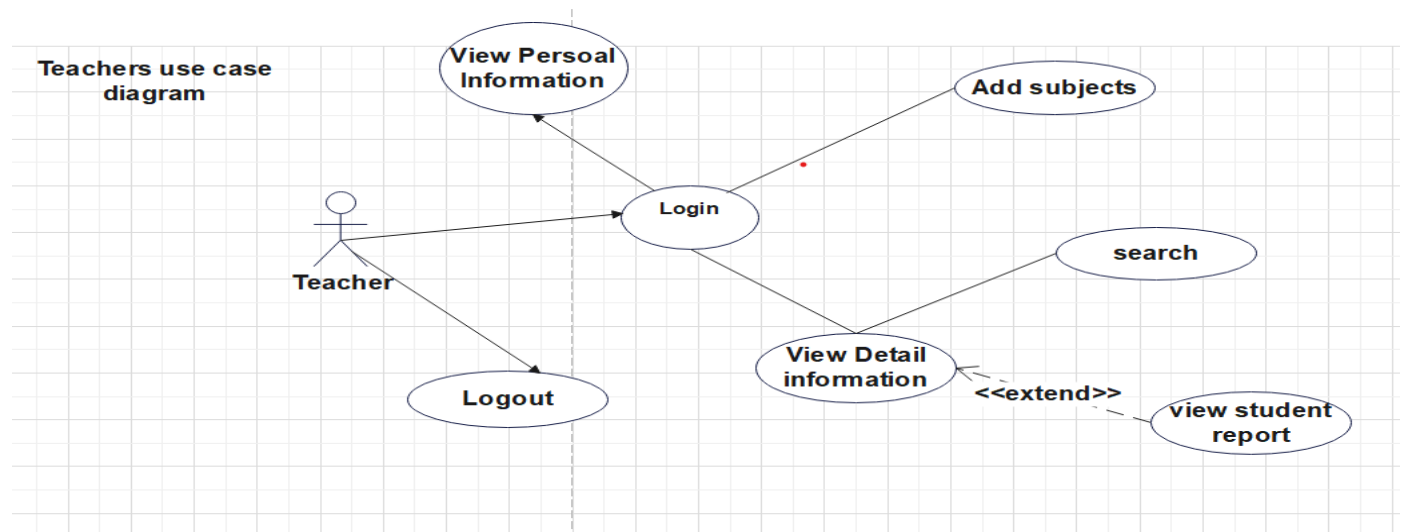 Teachers use case
diagram
View Persoal
Information
Add subjects
Login
search
Teacher
View Detail
information
<<extend>>
Logout
view student
report